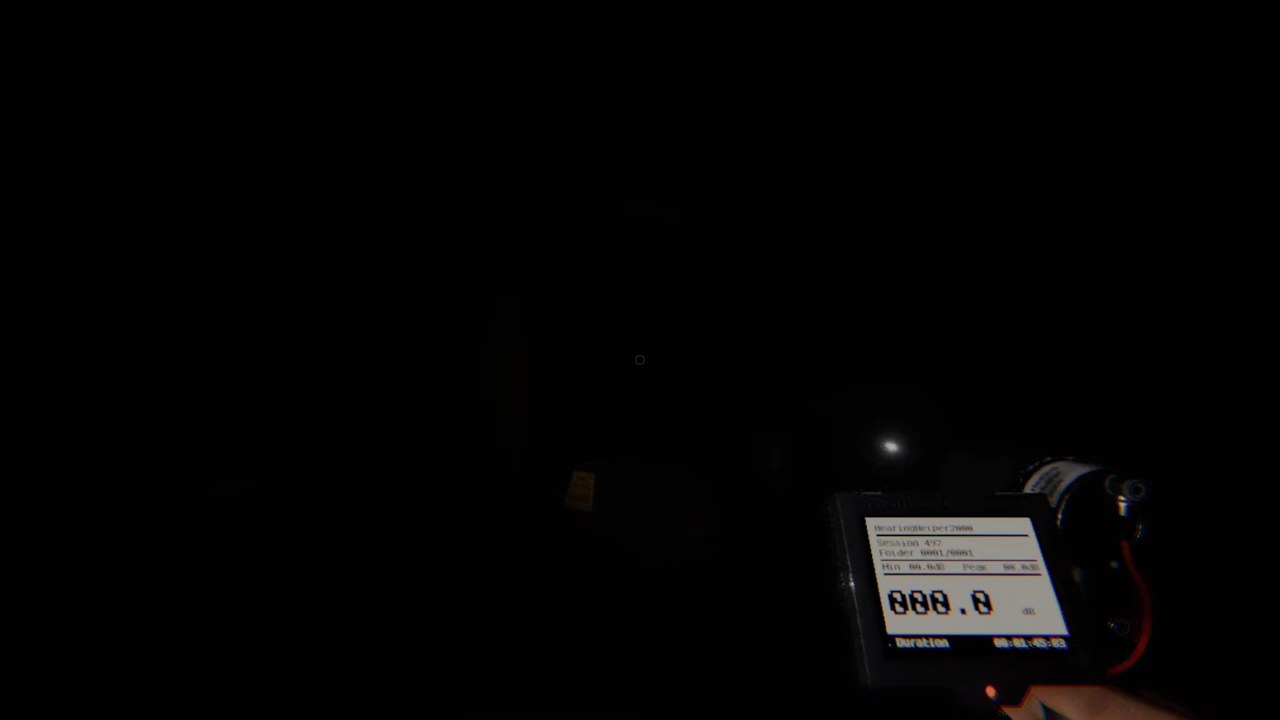 HearingHelper2000
Session 497
Folder 0001/0001
Min 00.0dB Peak 00.0dB
000.0 dB
Duration 00:01:45:83